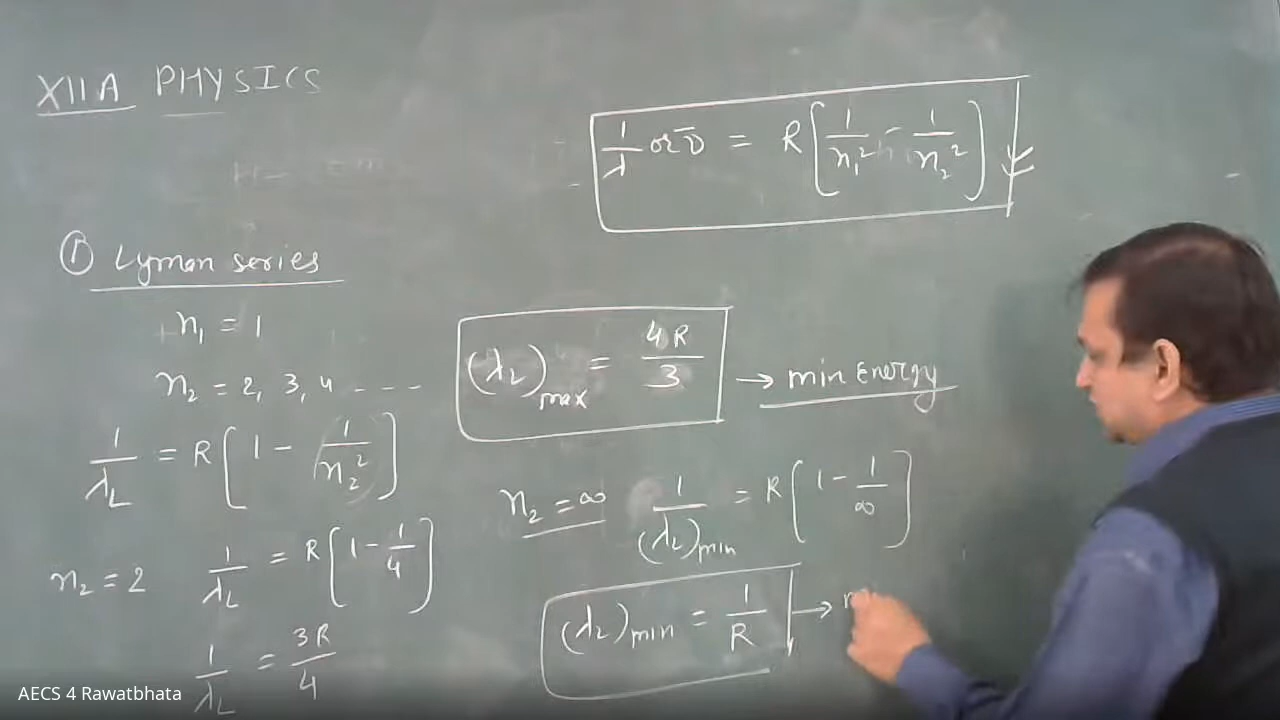 XII A PHYSICS
1/λ or ν̄ = R[1/n₁² - 1/n₂²]
① Lyman series
n₁ = 1
n₂ = 2, 3, 4 ----
1/λL = R[1 - 1/n₂²]
n₂ = 2 1/λL = R[1 - 1/4]
1/λL = 3R/4
(λL)max = 4R/3 → min Energy
n₂ = ∞ 1/(λL)min = R[1 - 1/∞]
(λL)min = 1/R →
AECS 4 Rawatbhata